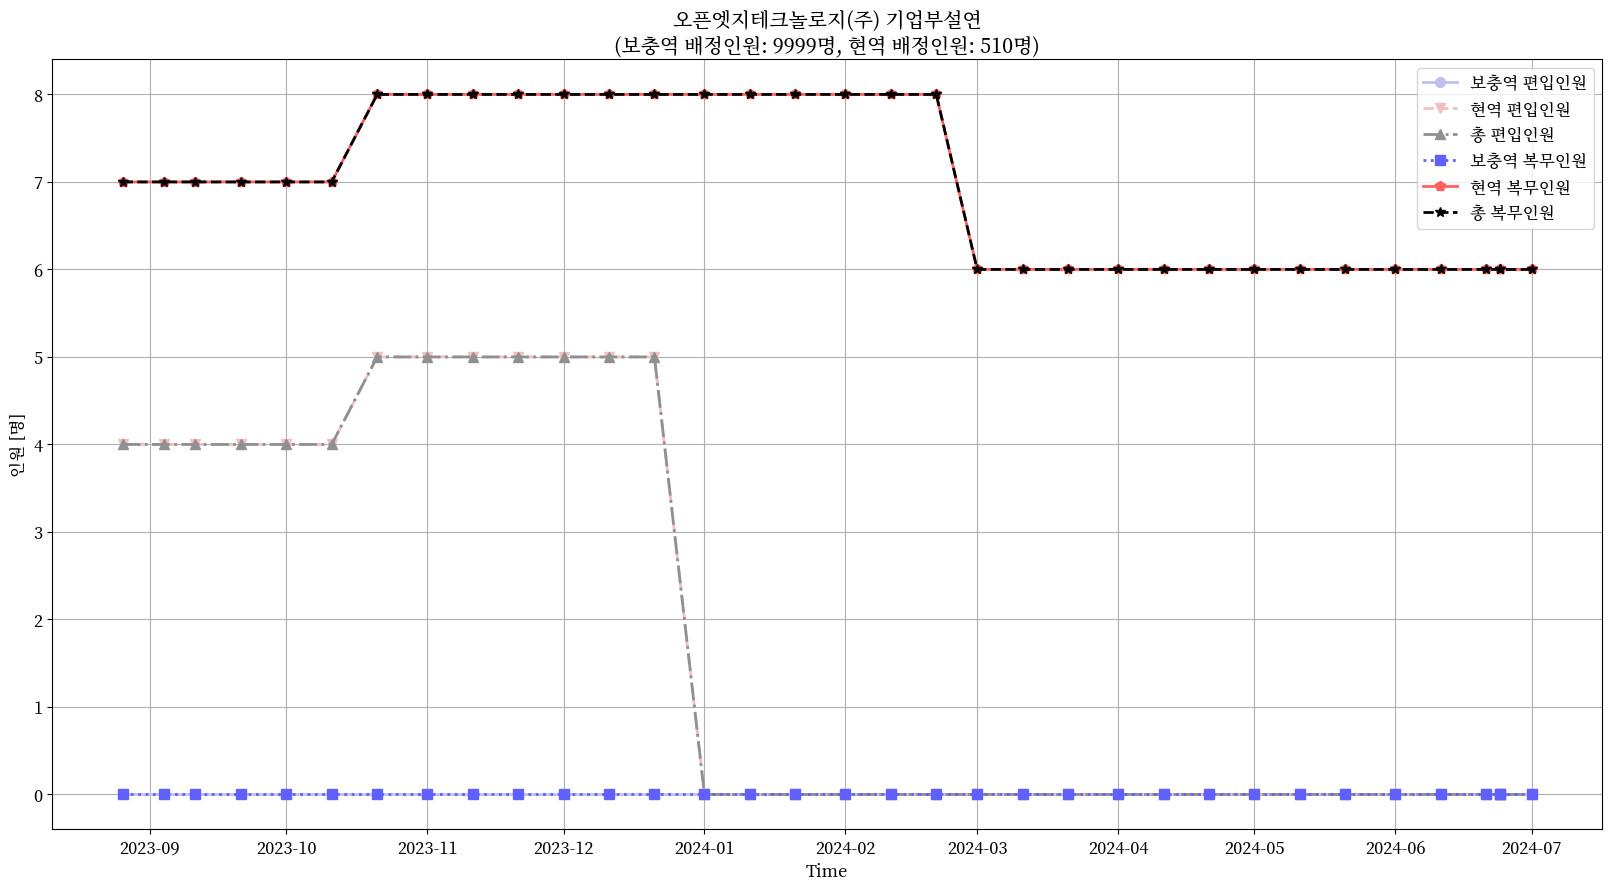 오픈엣지테크놀로지(주) 기업부설연
(보충역 배정인원: 9999명, 현역 배정인원: 510명)
보충역 편입인원
현역 편입인원
총 편입인원
보충역 복무인원
현역 복무인원
총 복무인원
인원 [명]
8
7
6
5
4
3
2
1
0
2023-09 2023-10 2023-11 2023-12 2024-01 2024-02 2024-03 2024-04 2024-05 2024-06 2024-07
Time